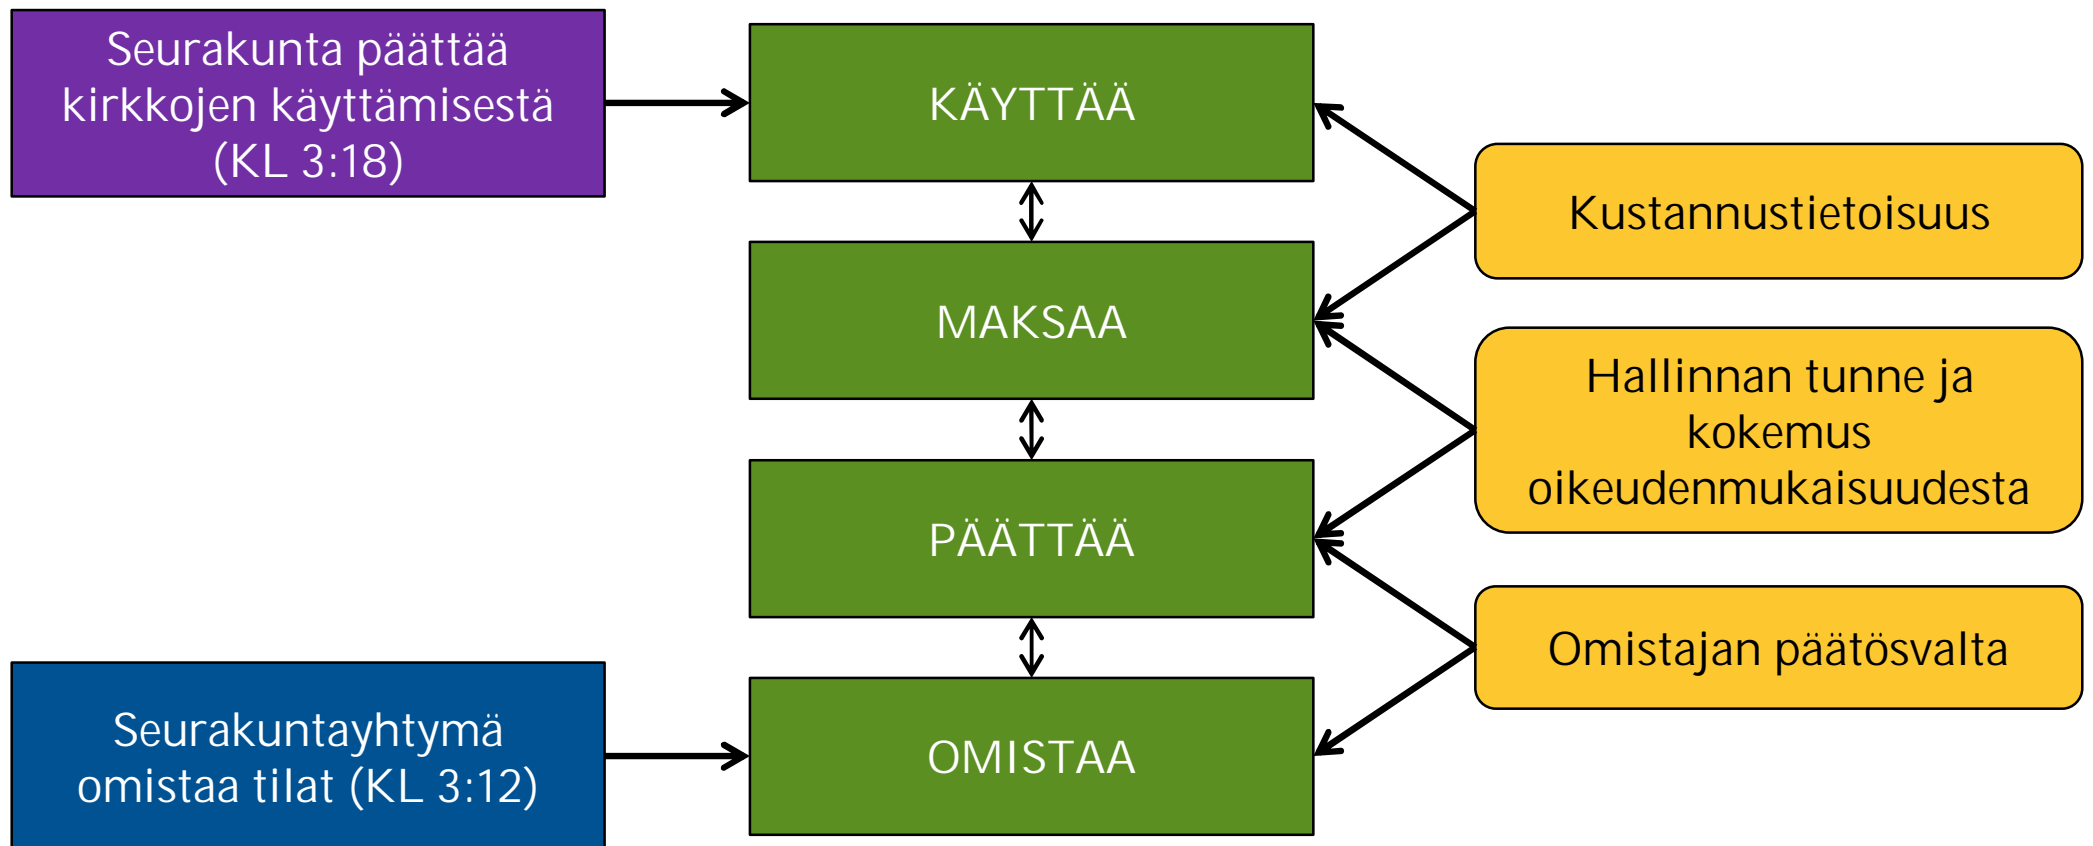 Seurakunta päättää
kirkkojen käyttämisestä
(KL 3:18)
KÄYTTÄÄ
Kustannustietoisuus
MAKSAA
Hallinnan tunne ja
kokemus
oikeudenmukaisuudesta
PÄÄTTÄÄ
Omistajan päätösvalta
Seurakuntayhtymä
omistaa tilat (KL 3:12)
OMISTAA